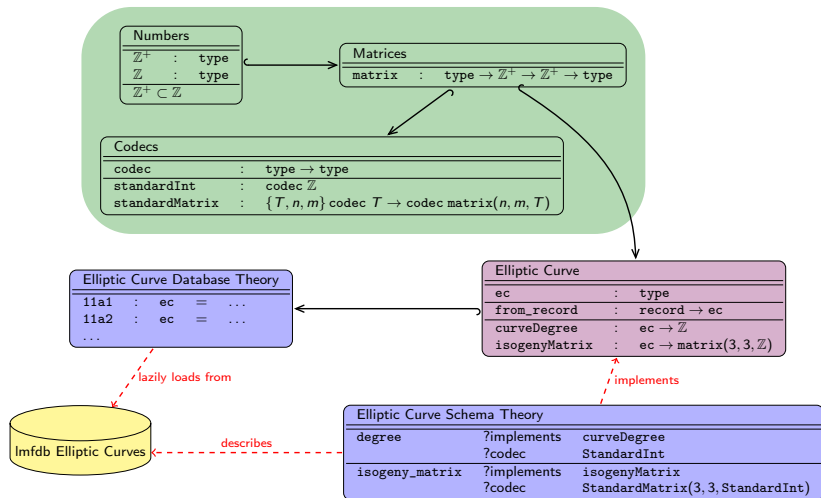 Numbers
ℤ⁺ : type
ℤ : type
ℤ⁺ ⊂ ℤ
Matrices
matrix : type → ℤ⁺ → ℤ⁺ → type
Codecs
codec : type → type
standardInt : codec ℤ
standardMatrix : {T, n, m} codec T → codec matrix(n, m, T)
Elliptic Curve Database Theory
11a1 : ec = ...
11a2 : ec = ...
...
Elliptic Curve
ec : type
from_record : record → ec
curveDegree : ec → ℤ
isogenyMatrix : ec → matrix(3, 3, ℤ)
lazily loads from
implements
lmfdb Elliptic Curves
describes
Elliptic Curve Schema Theory
degree ?implements curveDegree
?codec StandardInt
isogeny_matrix ?implements isogenyMatrix
?codec StandardMatrix(3, 3, StandardInt)